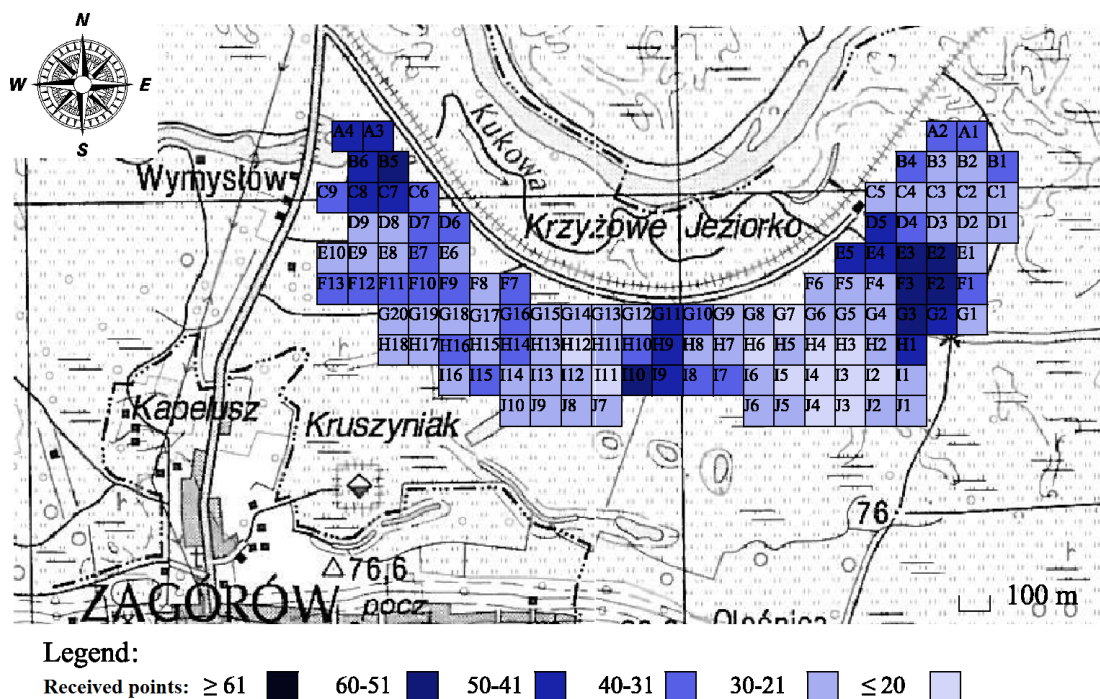 N
W E
S
A4 A3 A2 A1
B6 B5 B4 B3 B2 B1
Wymysłów
Kukowa
C9 C8 C7 C6 C5 C4 C3 C2 C1
D9 D8 D7 D6 D5 D4 D3 D2 D1
Krzyżowe Jeziorko
E10 E9 E8 E7 E6 E5 E4 E3 E2 E1
F13 F12 F11 F10 F9 F8 F7 F6 F5 F4 F3 F2 F1
G20 G19 G18 G17 G16 G15 G14 G13 G12 G11 G10 G9 G8 G7 G6 G5 G4 G3 G2 G1
H18 H17 H16 H15 H14 H13 H12 H11 H10 H9 H8 H7 H6 H5 H4 H3 H2 H1
I16 I15 I14 I13 I12 I11 I10 I9 I8 I7 I6 I5 I4 I3 I2 I1
J10 J9 J8 J7 J6 J5 J4 J3 J2 J1
Kapelusz
Kruszyniak
76
76,6
100 m
ZAGÓRÓW
pocz.
Legend:
Received points: ≥ 61 60-51 50-41 40-31 30-21 ≤ 20